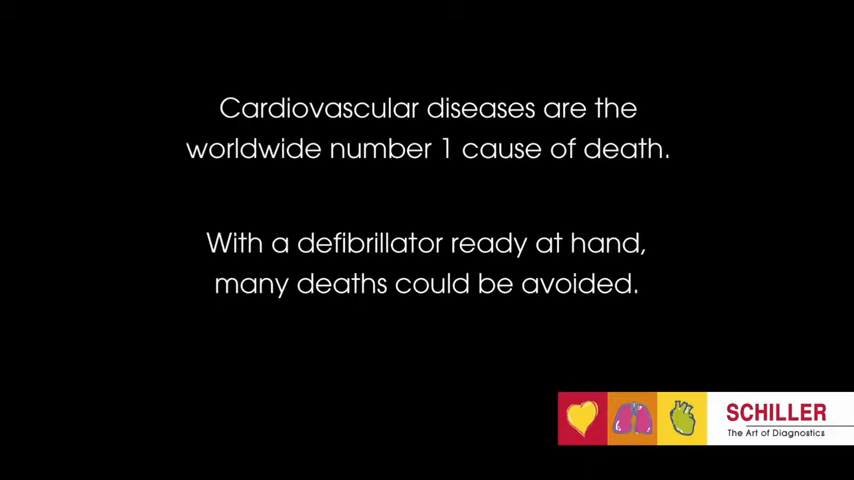 Cardiovascular diseases are the
worldwide number 1 cause of death.
With a defibrillator ready at hand,
many deaths could be avoided.
SCHILLER
The Art of Diagnostics